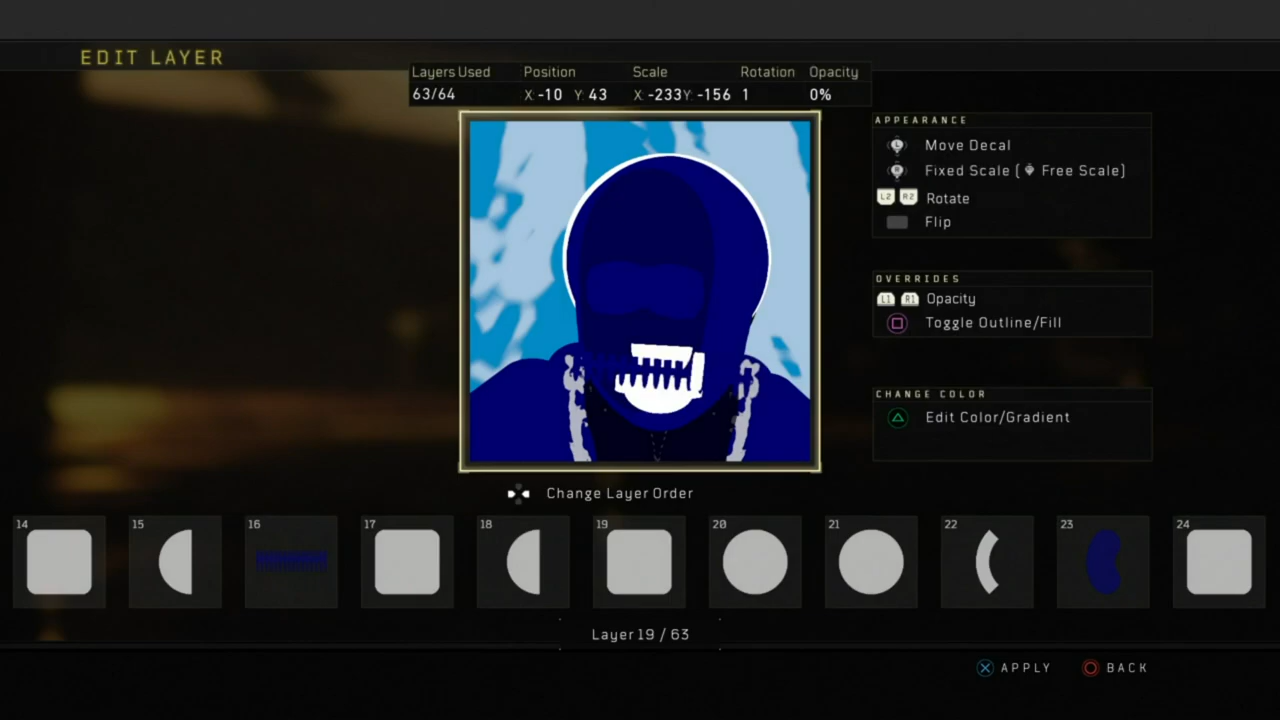 EDIT LAYER
Layers Used Position Scale Rotation Opacity
63/64 X: -10 Y: 43 X: -233 Y: -156 1 0%
APPEARANCE
L Move Decal
R Fixed Scale ( Free Scale)
L2 R2 Rotate
Flip
OVERRIDES
L1 R1 Opacity
Toggle Outline/Fill
CHANGE COLOR
Edit Color/Gradient
Change Layer Order
14 15 16 17 18 19 20 21 22 23 24
Layer 19 / 63
APPLY BACK